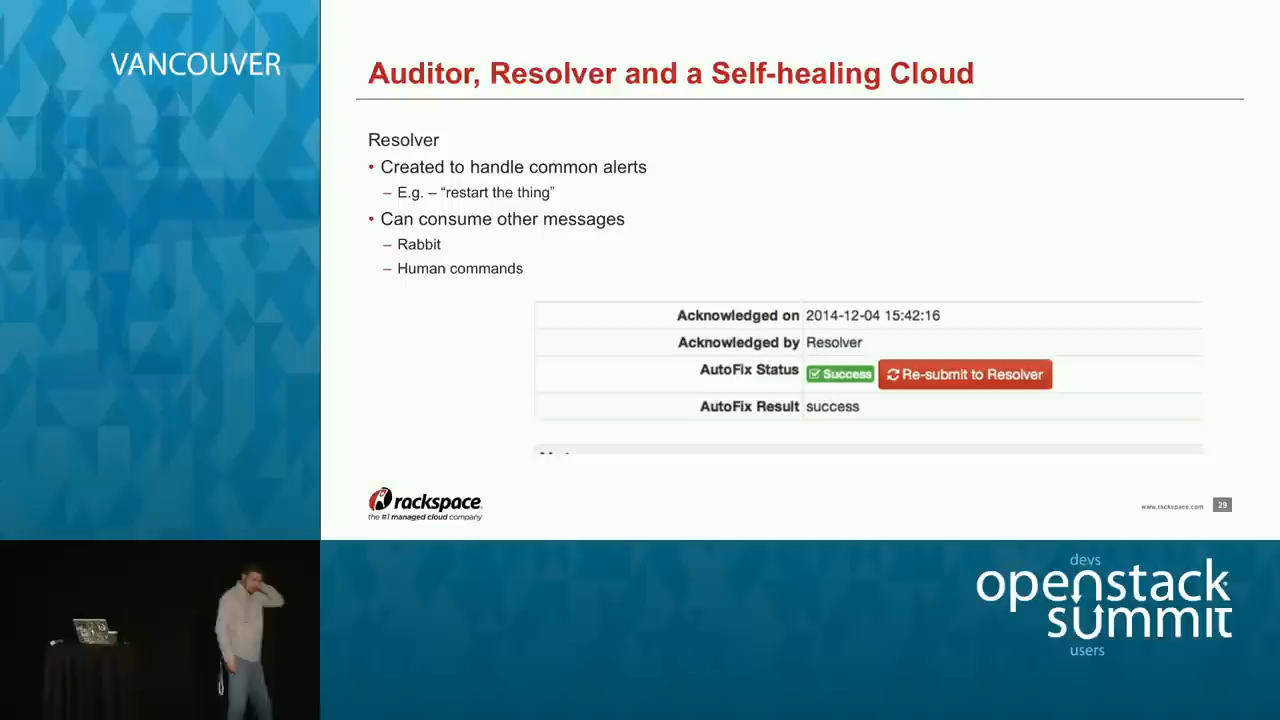 VANCOUVER
Auditor, Resolver and a Self-healing Cloud
Resolver
• Created to handle common alerts
– E.g. – “restart the thing”
• Can consume other messages
– Rabbit
– Human commands
Acknowledged on 2014-12-04 15:42:16
Acknowledged by Resolver
AutoFix Status Success Re-submit to Resolver
AutoFix Result success
rackspace
the #1 managed cloud company
www.rackspace.com 29
devs
openstack
summit
users